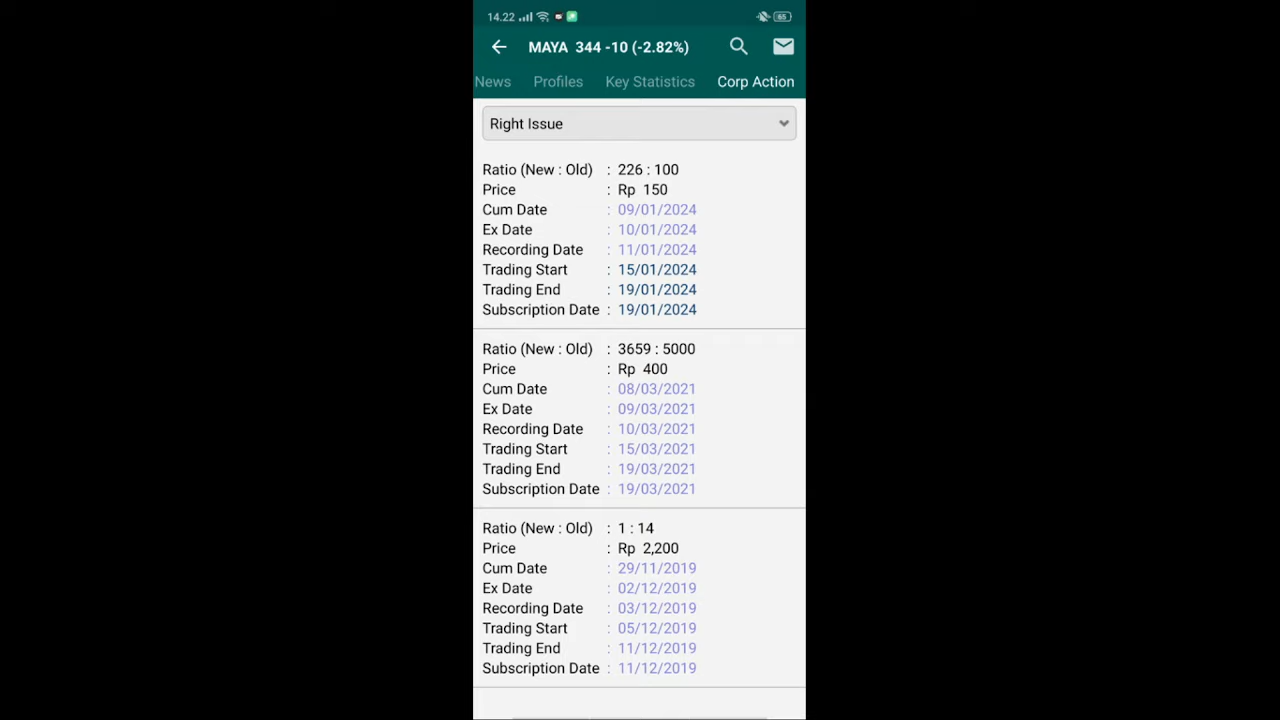 14.22 65
MAYA 344 -10 (-2.82%)
News Profiles Key Statistics Corp Action
Right Issue
Ratio (New : Old) : 226 : 100
Price : Rp 150
Cum Date : 09/01/2024
Ex Date : 10/01/2024
Recording Date : 11/01/2024
Trading Start : 15/01/2024
Trading End : 19/01/2024
Subscription Date : 19/01/2024
Ratio (New : Old) : 3659 : 5000
Price : Rp 400
Cum Date : 08/03/2021
Ex Date : 09/03/2021
Recording Date : 10/03/2021
Trading Start : 15/03/2021
Trading End : 19/03/2021
Subscription Date : 19/03/2021
Ratio (New : Old) : 1 : 14
Price : Rp 2,200
Cum Date : 29/11/2019
Ex Date : 02/12/2019
Recording Date : 03/12/2019
Trading Start : 05/12/2019
Trading End : 11/12/2019
Subscription Date : 11/12/2019